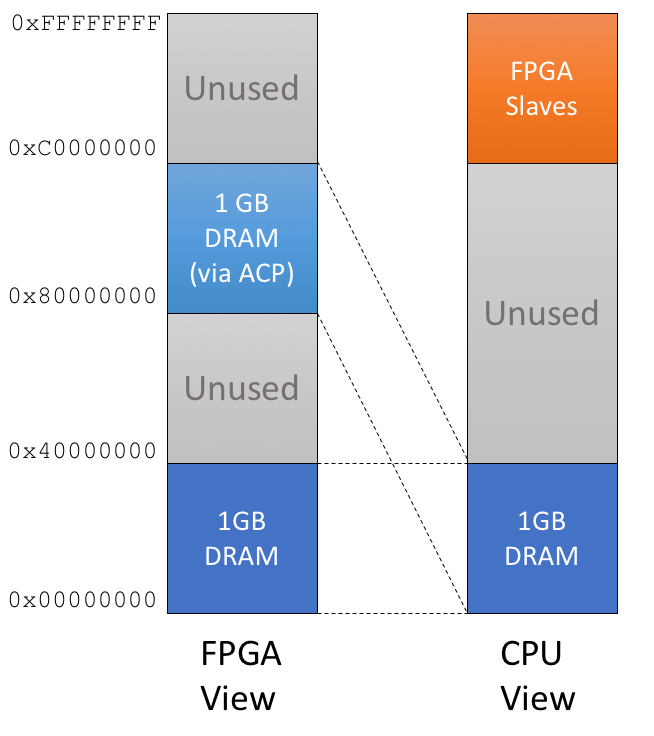 0xFFFFFFFF
Unused
0xC0000000
1 GB
DRAM
(via ACP)
0x80000000
Unused
0x40000000
1GB
DRAM
0x00000000
FPGA
View
FPGA
Slaves
Unused
1GB
DRAM
CPU
View